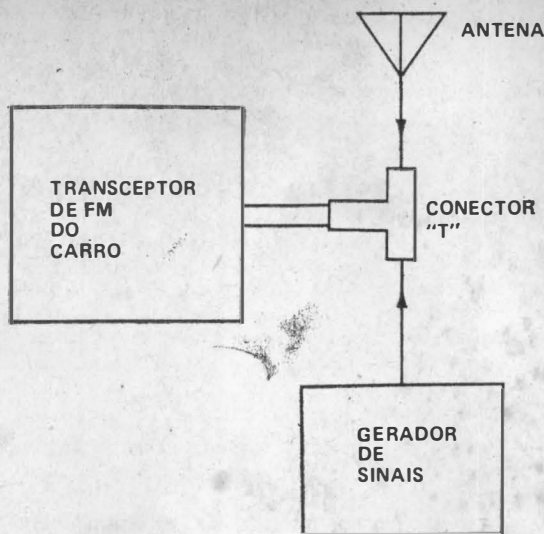 ANTENA
TRANSCEPTOR
DE FM
DO
CARRO
CONECTOR
"T"
GERADOR
DE
SINAIS